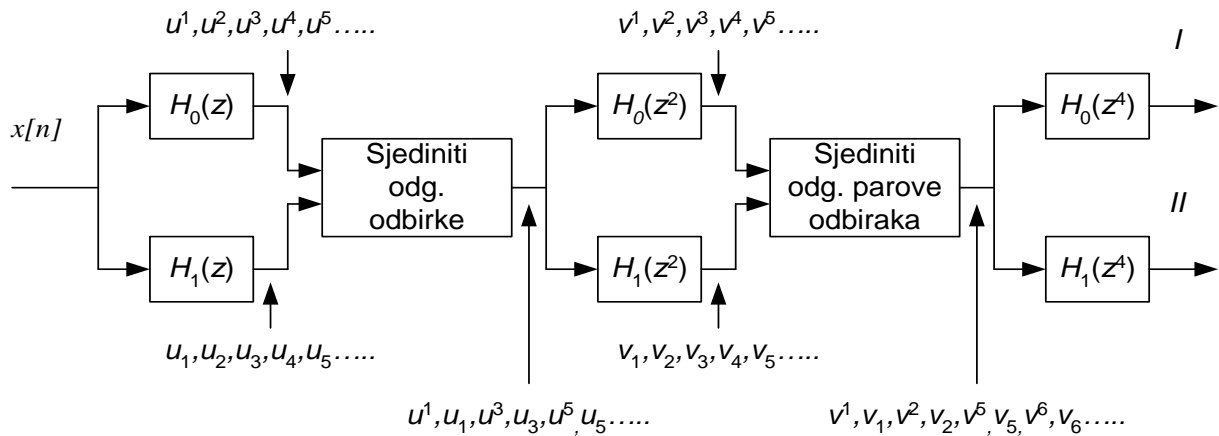 u¹,u²,u³,u⁴,u⁵…..
v¹,v²,v³,v⁴,v⁵…..
I
x[n]
H₀(z)
Sjediniti
odg.
odbirke
H₀(z²)
Sjediniti
odg. parove
odbiraka
H₀(z⁴)
II
H₁(z)
H₁(z²)
H₁(z⁴)
u₁,u₂,u₃,u₄,u₅…..
v₁,v₂,v₃,v₄,v₅…..
u¹,u₁,u³,u₃,u⁵,u₅…..
v¹,v₁,v²,v₂,v⁵,v₅,v⁶,v₆…..